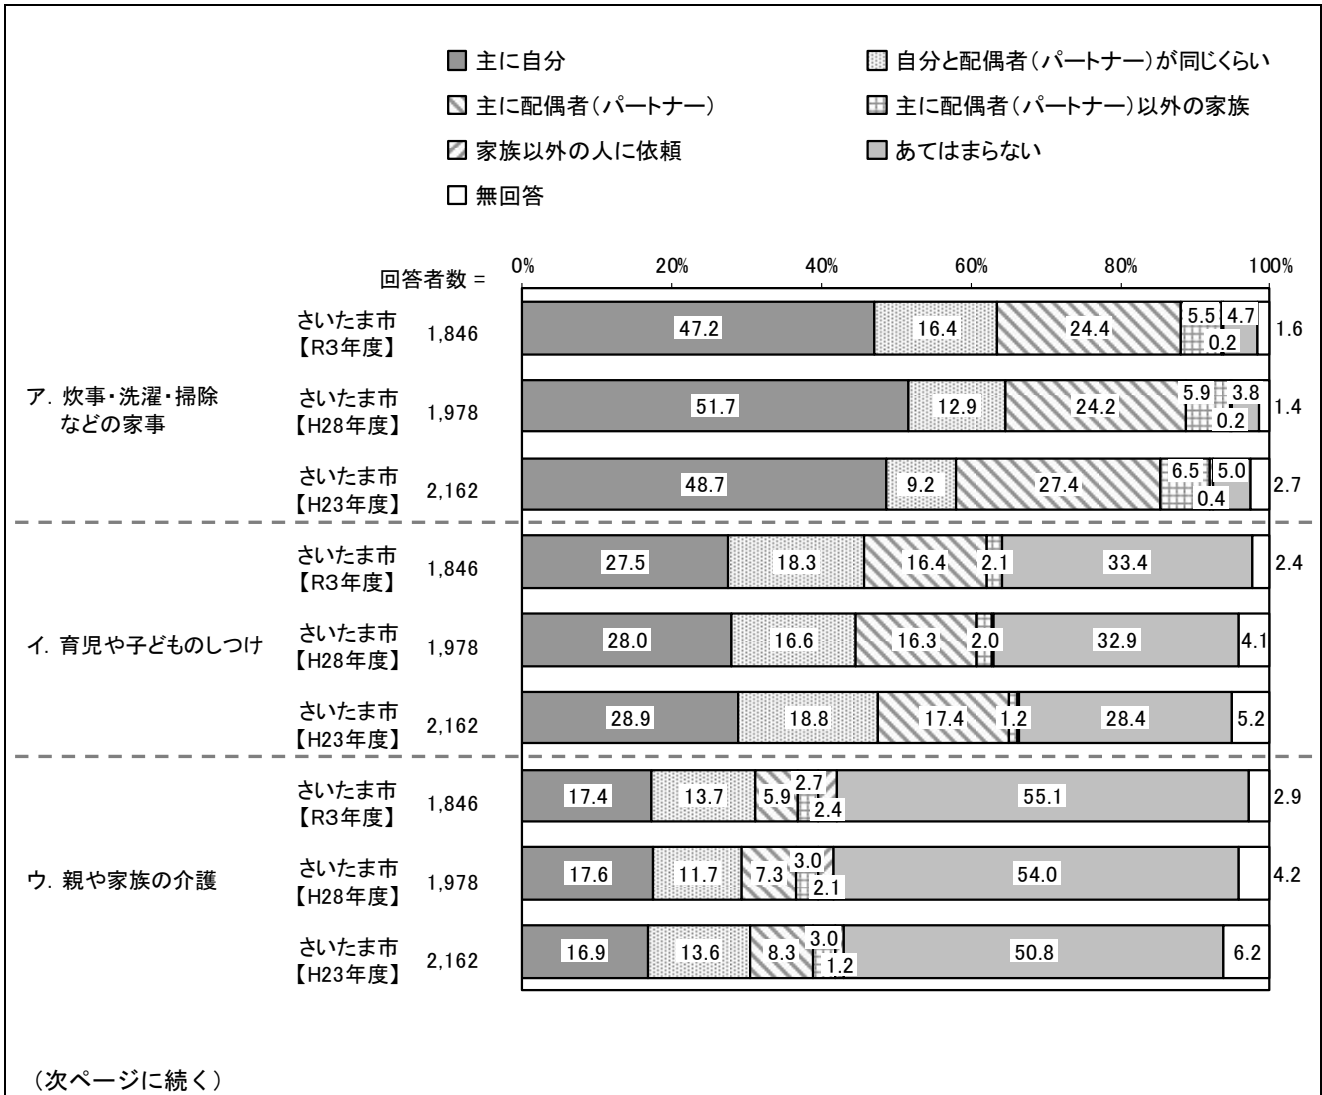 主に自分
自分と配偶者（パートナー）が同じくらい
主に配偶者（パートナー）
主に配偶者（パートナー）以外の家族
家族以外の人に依頼
あてはまらない
無回答
回答者数 =
0%
20%
40%
60%
80%
100%
ア．炊事・洗濯・掃除
などの家事
さいたま市
【R3年度】
1,846
47.2
16.4
24.4
5.5
0.2
4.7
1.6
さいたま市
【H28年度】
1,978
51.7
12.9
24.2
5.9
0.2
3.8
1.4
さいたま市
【H23年度】
2,162
48.7
9.2
27.4
6.5
0.4
5.0
2.7
イ．育児や子どものしつけ
さいたま市
【R3年度】
1,846
27.5
18.3
16.4
2.1
33.4
2.4
さいたま市
【H28年度】
1,978
28.0
16.6
16.3
2.0
32.9
4.1
さいたま市
【H23年度】
2,162
28.9
18.8
17.4
1.2
28.4
5.2
ウ．親や家族の介護
さいたま市
【R3年度】
1,846
17.4
13.7
5.9
2.7
2.4
55.1
2.9
さいたま市
【H28年度】
1,978
17.6
11.7
7.3
3.0
2.1
54.0
4.2
さいたま市
【H23年度】
2,162
16.9
13.6
8.3
3.0
1.2
50.8
6.2
（次ページに続く）